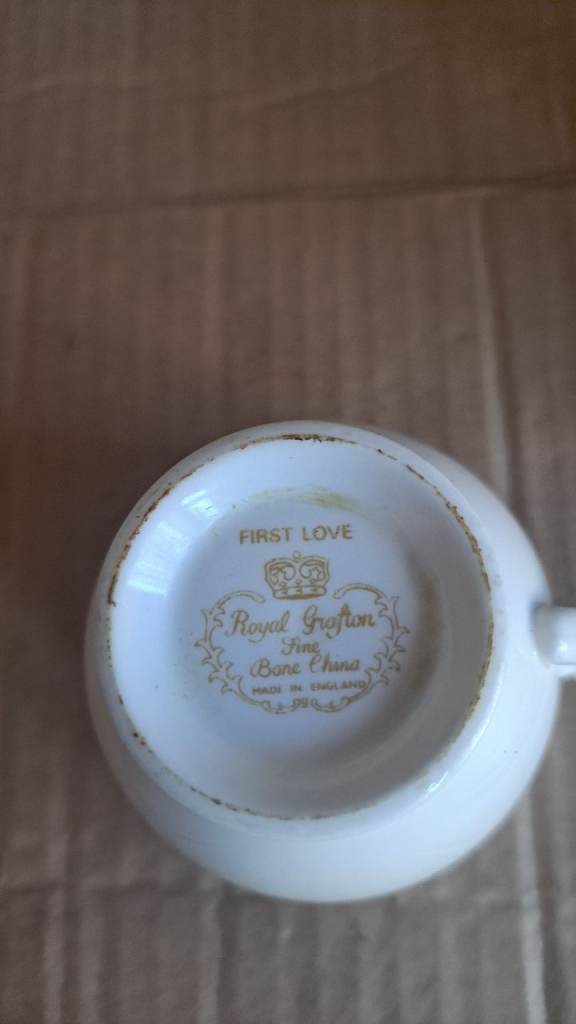 FIRST LOVE
Royal Grafton
Fine
Bone China
MADE IN ENGLAND